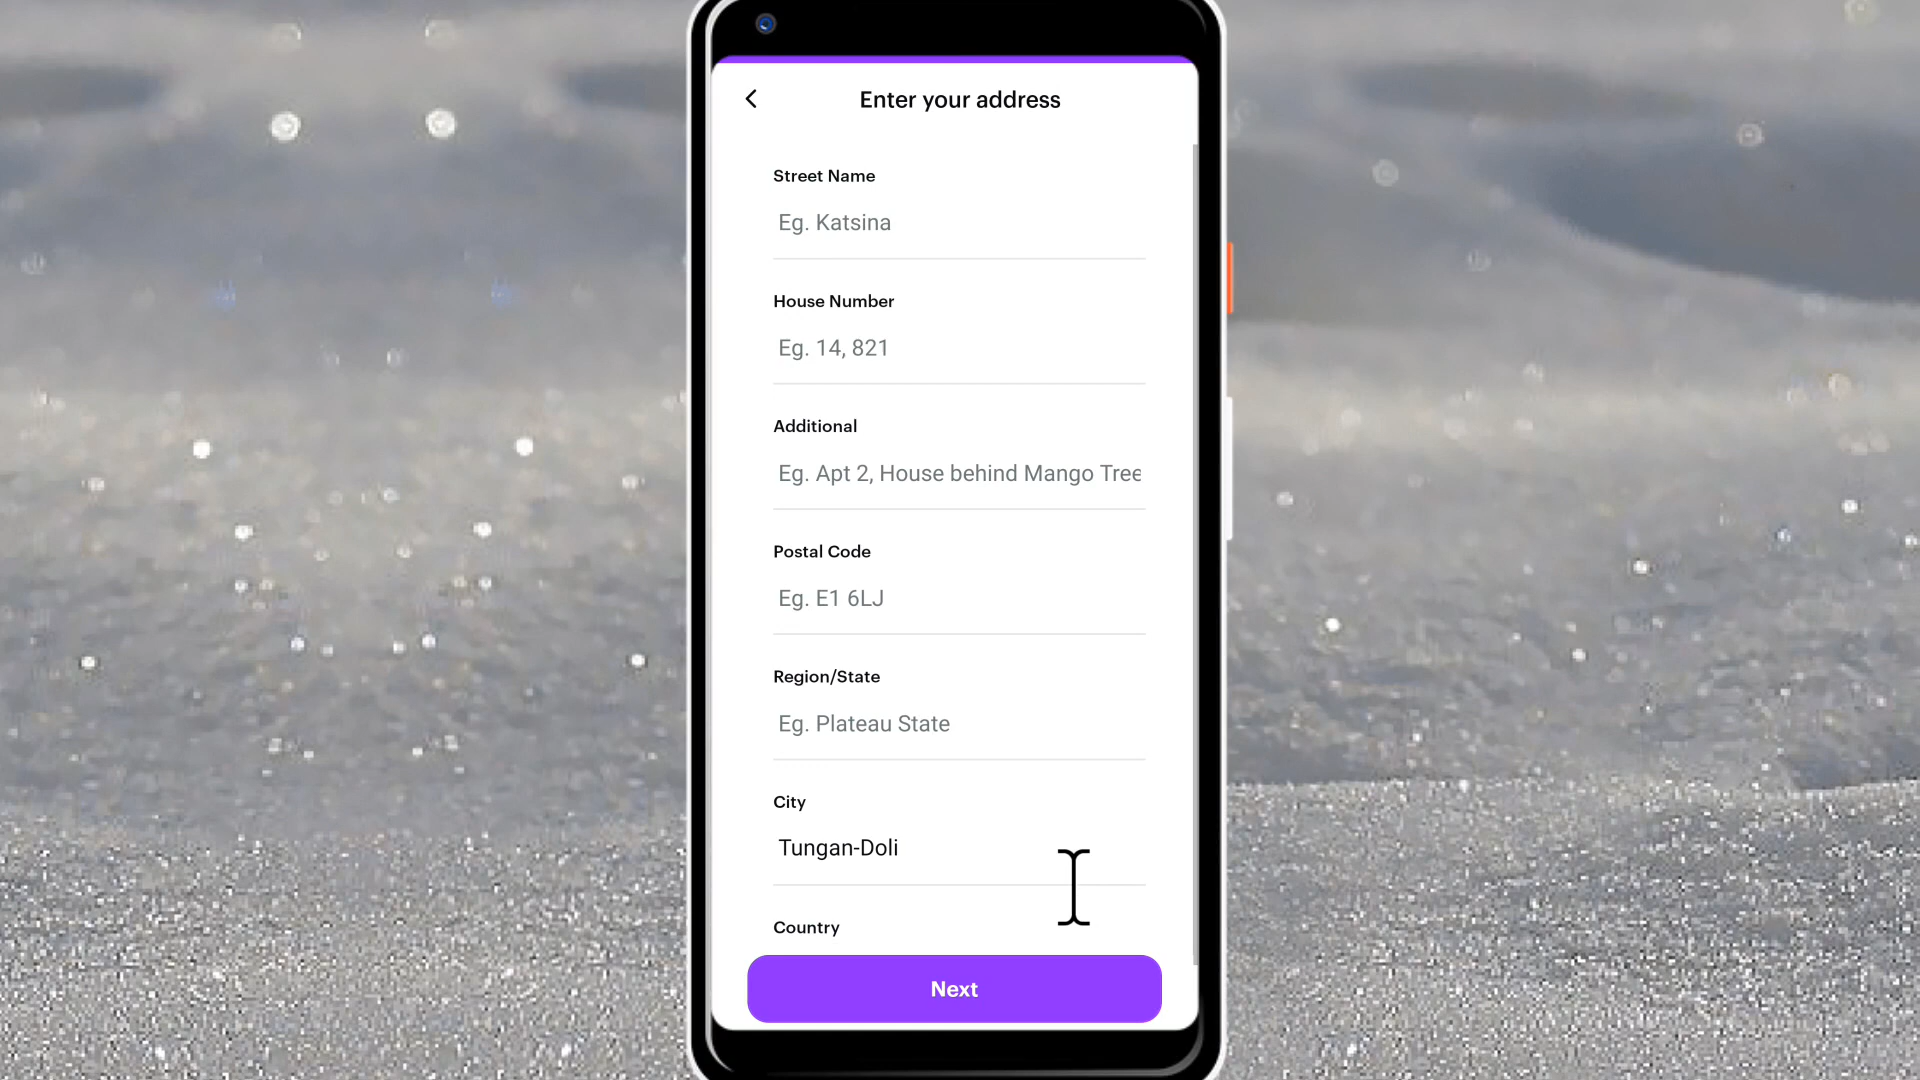 Enter your address
Street Name
Eg. Katsina
House Number
Eg. 14, 821
Additional
Eg. Apt 2, House behind Mango Tree
Postal Code
Eg. E1 6LJ
Region/State
Eg. Plateau State
City
Tungan-Doli
Country
Next